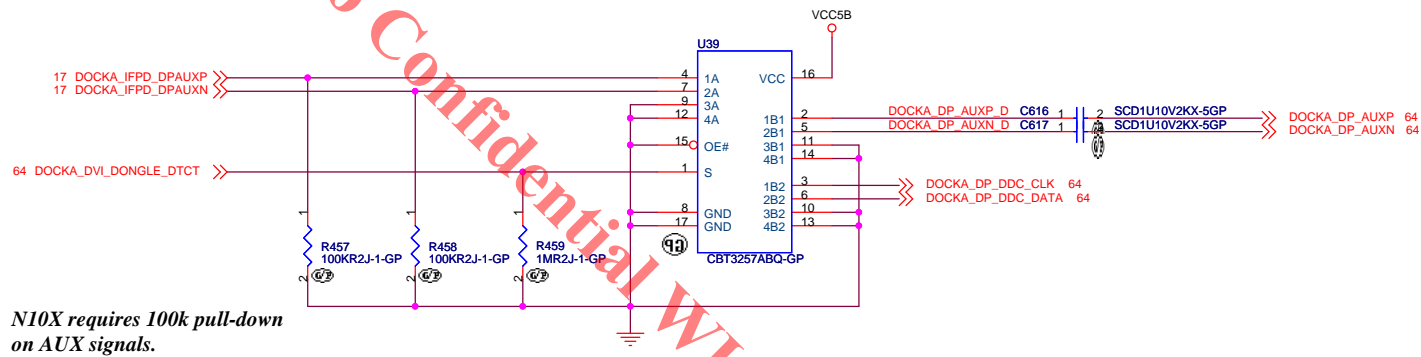 VCC5B
U39
17 DOCKA_IFPD_DPAUXP
17 DOCKA_IFPD_DPAUXN
4 1A VCC 16
7 2A
9 3A
12 4A
1B1 2 DOCKA_DP_AUXP_D C616 1 2 SCD1U10V2KX-5GP DOCKA_DP_AUXP 64
2B1 5 DOCKA_DP_AUXN_D C617 1 SCD1U10V2KX-5GP DOCKA_DP_AUXN 64
3B1 11
4B1 14
15 OE#
64 DOCKA_DVI_DONGLE_DTCT 1 S
1B2 3 DOCKA_DP_DDC_CLK 64
2B2 6 DOCKA_DP_DDC_DATA 64
8 GND 3B2 10
17 GND 4B2 13
CBT3257ABQ-GP
1 1 1
R457 R458 R459
100KR2J-1-GP 100KR2J-1-GP 1MR2J-1-GP
2 2 2
N10X requires 100k pull-down
on AUX signals.
Confidential